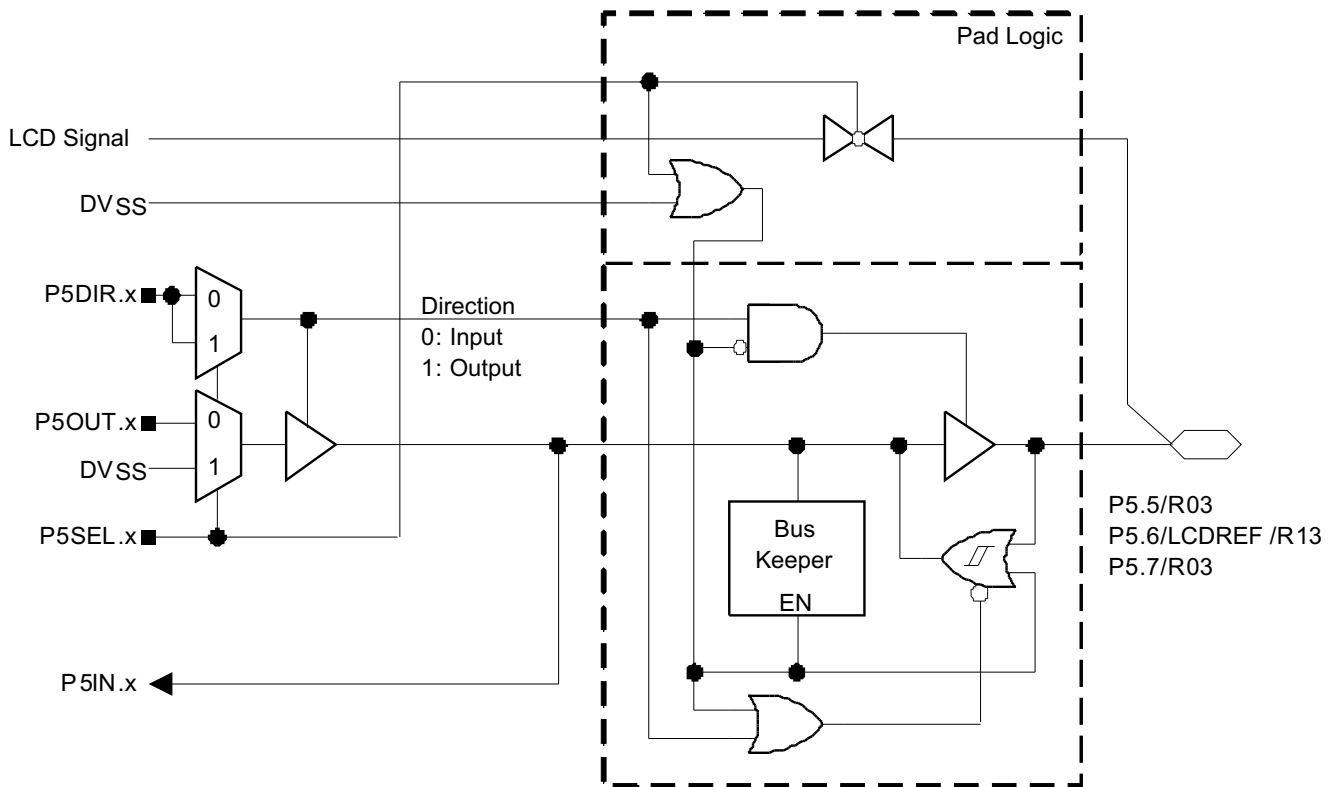 Pad Logic
LCD Signal
DVSS
P5DIR.x
0
1
Direction
0: Input
1: Output
P5OUT.x
0
DVSS
1
P5SEL.x
Bus
Keeper
EN
P5.5/R03
P5.6/LCDREF /R13
P5.7/R03
P5IN.x